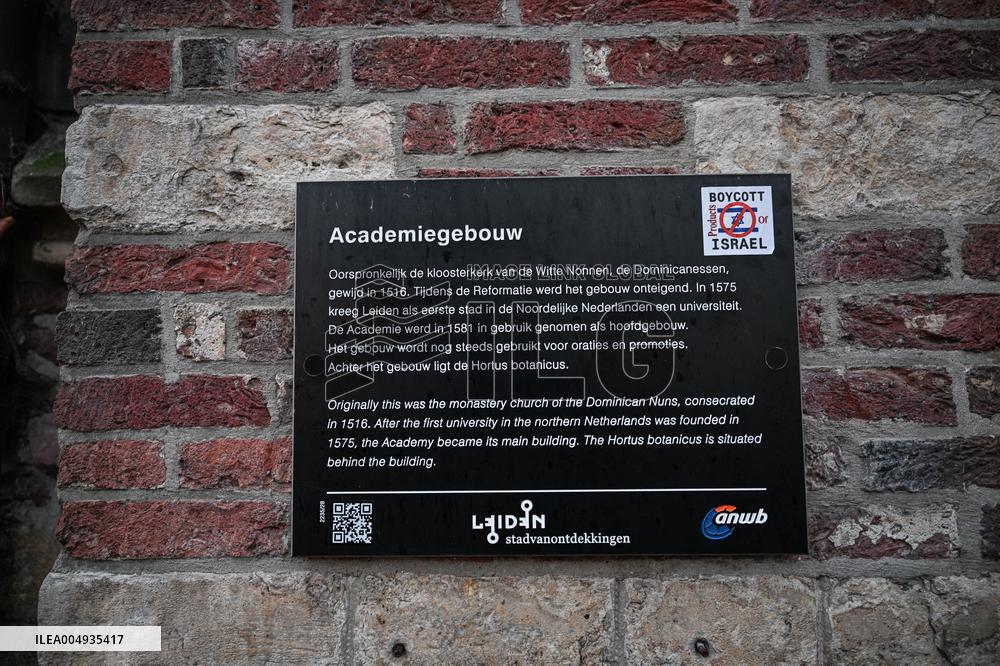 BOYCOTT
Products Of
ISRAEL
Academiegebouw
Oorspronkelijk de kloosterkerk van de Witte Nonnen, de Dominicanessen,
gewijd in 1516. Tijdens de Reformatie werd het gebouw onteigend. In 1575
kreeg Leiden als eerste stad in de Noordelijke Nederlanden een universiteit.
De Academie werd in 1581 in gebruik genomen als hoofdgebouw.
Het gebouw wordt nog steeds gebruikt voor oraties en promoties.
Achter het gebouw ligt de Hortus botanicus.
Originally this was the monastery church of the Dominican Nuns, consecrated
in 1516. After the first university in the northern Netherlands was founded in
1575, the Academy became its main building. The Hortus botanicus is situated
behind the building.
LEIDEN
stadvanontdekkingen
anwb
IMAGE LINK GLOBAL
ILG
ILEA004935417